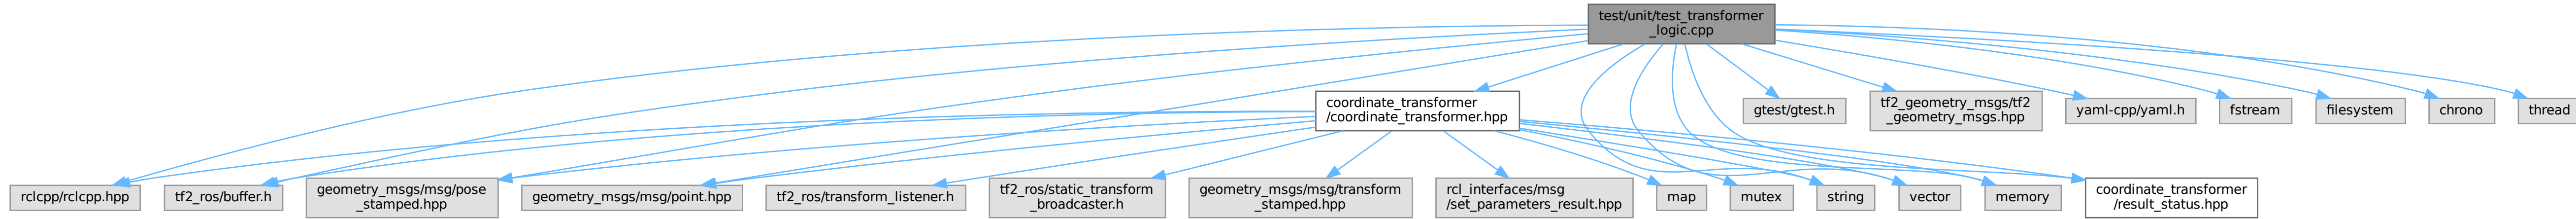 test/unit/test_transformer
_logic.cpp
coordinate_transformer
/coordinate_transformer.hpp
gtest/gtest.h
tf2_geometry_msgs/tf2
_geometry_msgs.hpp
yaml-cpp/yaml.h
fstream
filesystem
chrono
thread
rclcpp/rclcpp.hpp
tf2_ros/buffer.h
geometry_msgs/msg/pose
_stamped.hpp
geometry_msgs/msg/point.hpp
tf2_ros/transform_listener.h
tf2_ros/static_transform
_broadcaster.h
geometry_msgs/msg/transform
_stamped.hpp
rcl_interfaces/msg
/set_parameters_result.hpp
map
mutex
string
vector
memory
coordinate_transformer
/result_status.hpp